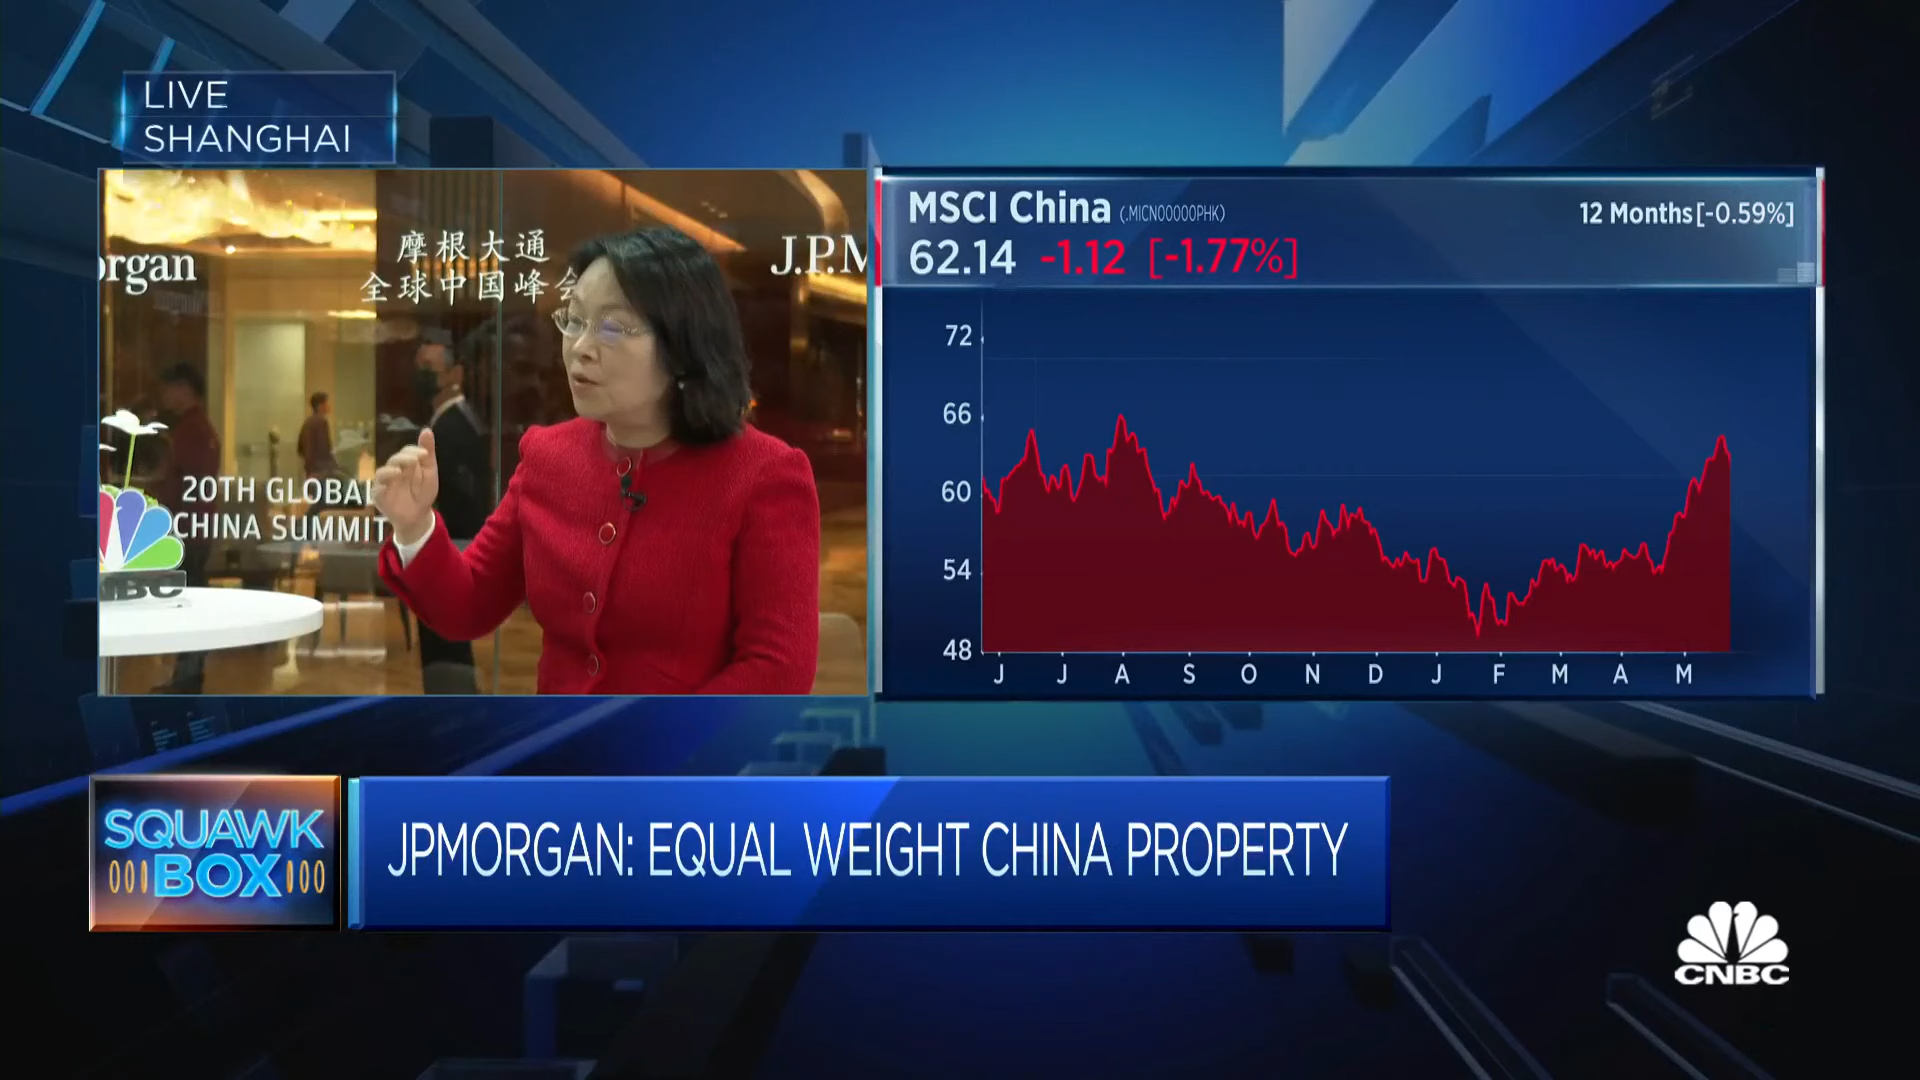 LIVE
SHANGHAI
organ
摩根大通
全球中国峰会
J.P.M
20TH GLOBAL
CHINA SUMMIT
NBC
MSCI China (.MICN00000PHK)
12 Months[-0.59%]
62.14 -1.12 [-1.77%]
72
66
60
54
48
J J A S O N D J F M A M
SQUAWK
BOX
JPMORGAN: EQUAL WEIGHT CHINA PROPERTY
CNBC